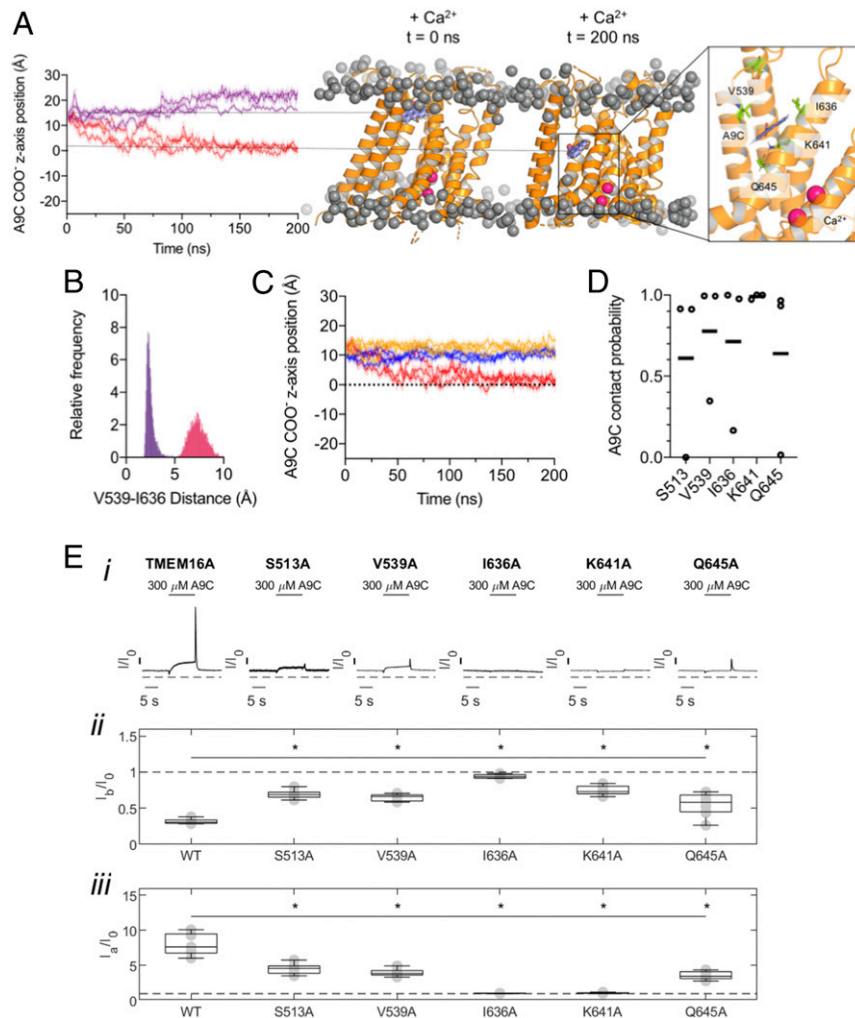 A
+ Ca²⁺
t = 0 ns
+ Ca²⁺
t = 200 ns
A9C COO⁻ z-axis position (Å)
30
20
10
0
-10
-20
0 50 100 150 200
Time (ns)
V539
I636
A9C
K641
Q645
Ca²⁺
B
Relative frequency
10
8
6
4
2
0
0 5 10
V539-I636 Distance (Å)
C
A9C COO⁻ z-axis position (Å)
30
20
10
0
-10
-20
0 50 100 150 200
Time (ns)
D
A9C contact probability
1.0
0.5
0.0
S513
V539
I636
K641
Q645
E
i
TMEM16A S513A V539A I636A K641A Q645A
300 μM A9C 300 μM A9C 300 μM A9C 300 μM A9C 300 μM A9C 300 μM A9C
I/I₀ I/I₀ I/I₀ I/I₀ I/I₀ I/I₀
5 s 5 s 5 s 5 s 5 s 5 s
ii
I_b/I₀
1.5
1
0.5
0
* * * * *
WT S513A V539A I636A K641A Q645A
iii
I_a/I₀
15
10
5
0
* * * * *
WT S513A V539A I636A K641A Q645A